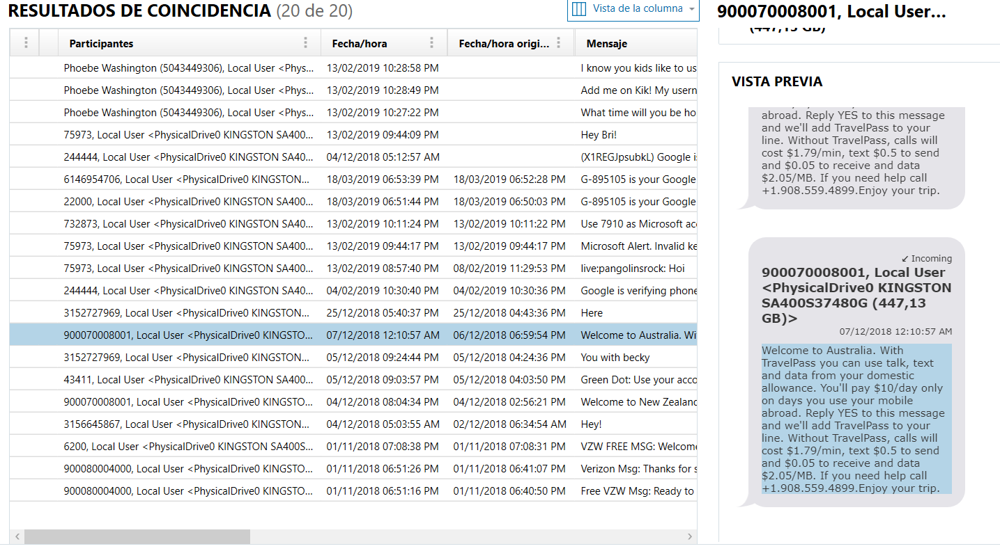 RESULTADOS DE COINCIDENCIA (20 de 20)
Vista de la columna
Participantes Fecha/hora Fecha/hora origi... Mensaje
Phoebe Washington (5043449306), Local User <Phys... 13/02/2019 10:28:58 PM I know you kids like to us
Phoebe Washington (5043449306), Local User <Phys... 13/02/2019 10:28:49 PM Add me on Kik! My usern
Phoebe Washington (5043449306), Local User <Phys... 13/02/2019 10:27:22 PM What time will you be ho
75973, Local User <PhysicalDrive0 KINGSTON SA400... 13/02/2019 09:44:09 PM Hey Bri!
244444, Local User <PhysicalDrive0 KINGSTON SA40... 04/12/2018 05:12:57 AM (X1REGJpsubkL) Google i
6146954706, Local User <PhysicalDrive0 KINGSTON... 18/03/2019 06:53:39 PM 18/03/2019 06:52:28 PM G-895105 is your Google
22000, Local User <PhysicalDrive0 KINGSTON SA400... 18/03/2019 06:51:44 PM 18/03/2019 06:50:03 PM G-895105 is your Google
732873, Local User <PhysicalDrive0 KINGSTON SA40... 13/02/2019 10:11:24 PM 13/02/2019 10:11:22 PM Use 7910 as Microsoft ac
75973, Local User <PhysicalDrive0 KINGSTON SA400... 13/02/2019 09:44:17 PM 13/02/2019 09:44:17 PM Microsoft Alert. Invalid ke
75973, Local User <PhysicalDrive0 KINGSTON SA400... 13/02/2019 08:57:40 PM 08/02/2019 11:29:53 PM live:pangolinsrock: Hoi
244444, Local User <PhysicalDrive0 KINGSTON SA40... 04/02/2019 10:30:40 PM 04/02/2019 10:30:36 PM Google is verifying phone
3152727969, Local User <PhysicalDrive0 KINGSTON... 25/12/2018 05:40:37 PM 25/12/2018 04:43:36 PM Here
900070008001, Local User <PhysicalDrive0 KINGSTO... 07/12/2018 12:10:57 AM 06/12/2018 06:59:54 PM Welcome to Australia. Wi
3152727969, Local User <PhysicalDrive0 KINGSTON... 05/12/2018 09:24:44 PM 05/12/2018 04:24:36 PM You with becky
43411, Local User <PhysicalDrive0 KINGSTON SA400... 05/12/2018 09:03:57 PM 05/12/2018 04:03:50 PM Green Dot: Use your acco
900070008001, Local User <PhysicalDrive0 KINGSTO... 04/12/2018 08:04:34 PM 04/12/2018 02:56:21 PM Welcome to New Zealand
3156645867, Local User <PhysicalDrive0 KINGSTON... 04/12/2018 05:03:55 AM 02/12/2018 06:34:54 AM Hey!
6200, Local User <PhysicalDrive0 KINGSTON SA400S... 01/11/2018 07:08:38 PM 01/11/2018 07:08:31 PM VZW FREE MSG: Welcome
900080004000, Local User <PhysicalDrive0 KINGSTO... 01/11/2018 06:51:26 PM 01/11/2018 06:41:07 PM Verizon Msg: Thanks for s
900080004000, Local User <PhysicalDrive0 KINGSTO... 01/11/2018 06:51:16 PM 01/11/2018 06:40:50 PM Free VZW Msg: Ready to
900070008001, Local User...
(447,13 GB)
VISTA PREVIA
abroad. Reply YES to this message
and we'll add TravelPass to your
line. Without TravelPass, calls will
cost $1.79/min, text $0.5 to send
and $0.05 to receive and data
$2.05/MB. If you need help call
+1.908.559.4899.Enjoy your trip.
↙ Incoming
900070008001, Local User
<PhysicalDrive0 KINGSTON
SA400S37480G (447,13
GB)>
07/12/2018 12:10:57 AM
Welcome to Australia. With
TravelPass you can use talk, text
and data from your domestic
allowance. You'll pay $10/day only
on days you use your mobile
abroad. Reply YES to this message
and we'll add TravelPass to your
line. Without TravelPass, calls will
cost $1.79/min, text $0.5 to send
and $0.05 to receive and data
$2.05/MB. If you need help call
+1.908.559.4899.Enjoy your trip.